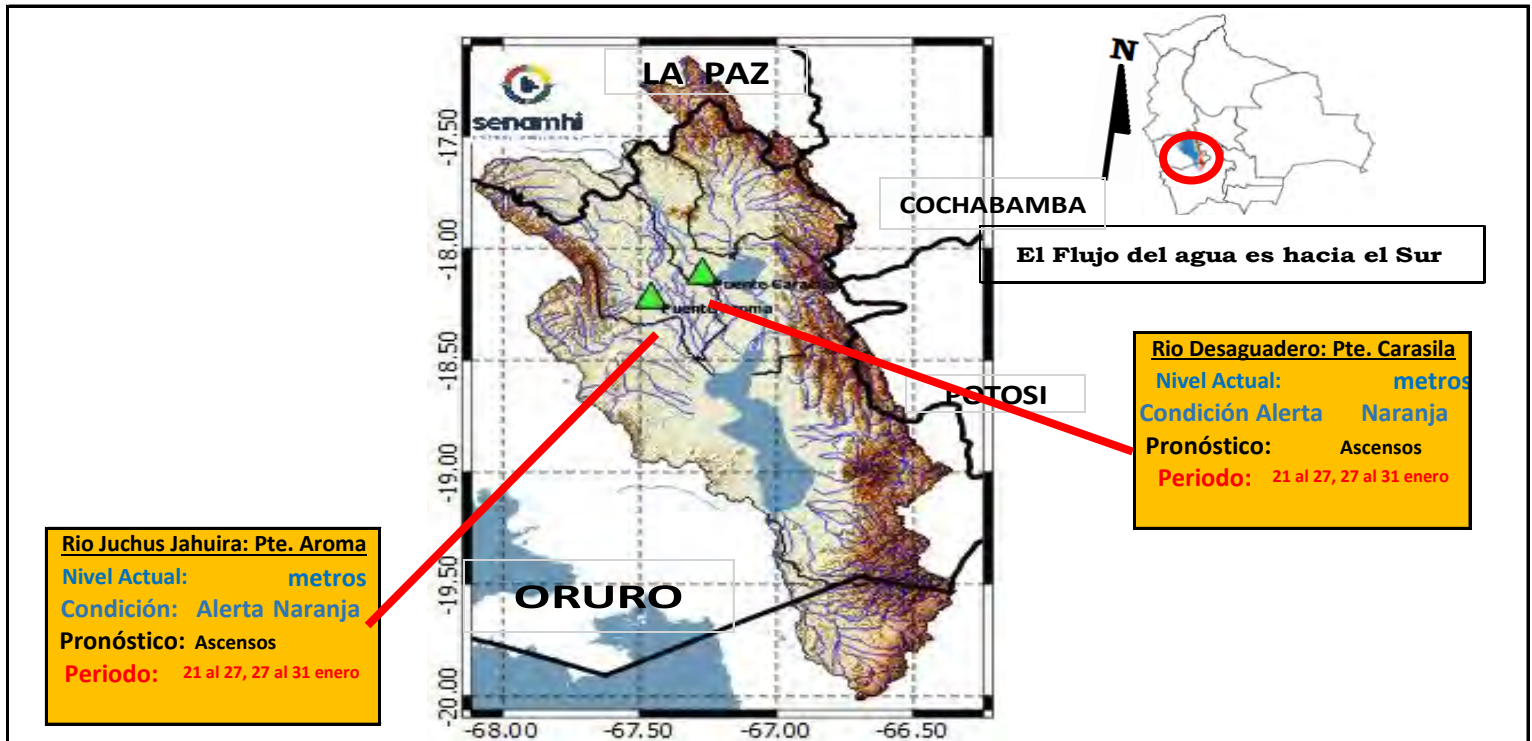 LA PAZ
senamhi
N
COCHABAMBA
El Flujo del agua es hacia el Sur
POTOSI
ORURO
Puente
Puente
-17.50
-18.00
-18.50
-19.00
-19.50
-20.00
-68.00 -67.50 -67.00 -66.50
Rio Desaguadero: Pte. Carasila
Nivel Actual: metros
Condición Alerta Naranja
Pronóstico: Ascensos
Periodo: 21 al 27, 27 al 31 enero
Rio Juchus Jahuira: Pte. Aroma
Nivel Actual: metros
Condición: Alerta Naranja
Pronóstico: Ascensos
Periodo: 21 al 27, 27 al 31 enero